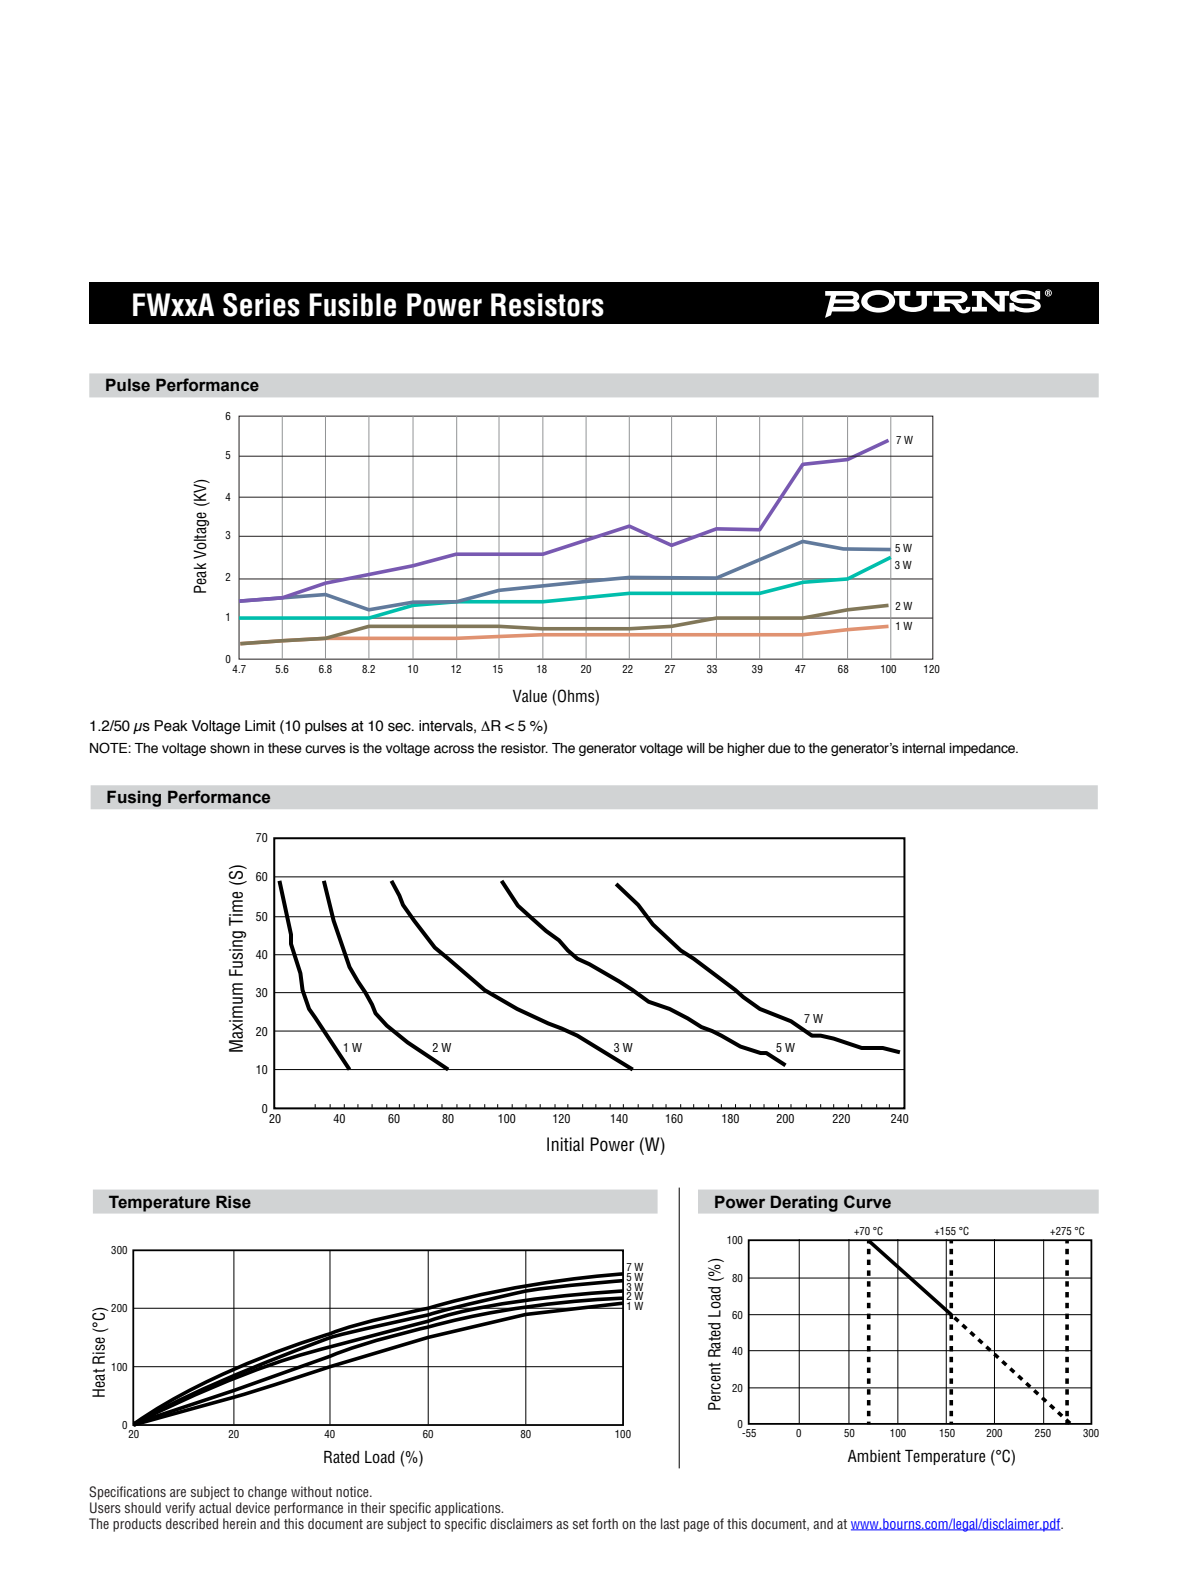 FWxxA Series Fusible Power Resistors
BOURNS®
Pulse Performance
6
5
4
3
2
1
0
Peak Voltage (KV)
7 W
5 W
3 W
2 W
1 W
4.7 5.6 6.8 8.2 10 12 15 18 20 22 27 33 39 47 68 100 120
Value (Ohms)
1.2/50 µs Peak Voltage Limit (10 pulses at 10 sec. intervals, ΔR < 5 %)
NOTE: The voltage shown in these curves is the voltage across the resistor. The generator voltage will be higher due to the generator’s internal impedance.
Fusing Performance
70
60
50
40
30
20
10
0
Maximum Fusing Time (S)
1 W
2 W
3 W
5 W
7 W
20 40 60 80 100 120 140 160 180 200 220 240
Initial Power (W)
Temperature Rise
300
200
100
0
Heat Rise (°C)
7 W
5 W
3 W
2 W
1 W
20 20 40 60 80 100
Rated Load (%)
Power Derating Curve
+70 °C +155 °C +275 °C
100
80
60
40
20
0
Percent Rated Load (%)
-55 0 50 100 150 200 250 300
Ambient Temperature (°C)
Specifications are subject to change without notice.
Users should verify actual device performance in their specific applications.
The products described herein and this document are subject to specific disclaimers as set forth on the last page of this document, and at www.bourns.com/legal/disclaimer.pdf.